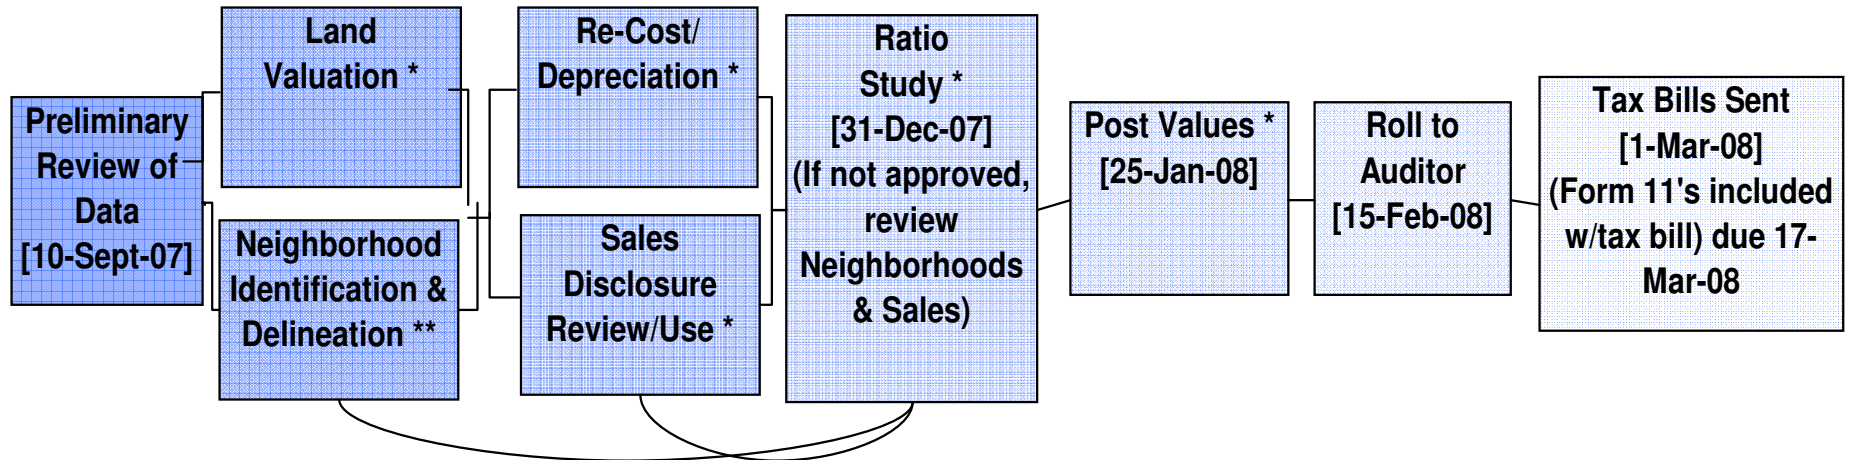 Preliminary
Review of
Data
[10-Sept-07]
Land
Valuation *
Neighborhood
Identification &
Delineation **
Re-Cost/
Depreciation *
Sales
Disclosure
Review/Use *
Ratio
Study *
[31-Dec-07]
(If not approved,
review
Neighborhoods
& Sales)
Post Values *
[25-Jan-08]
Roll to
Auditor
[15-Feb-08]
Tax Bills Sent
[1-Mar-08]
(Form 11's included
w/tax bill) due 17-
Mar-08